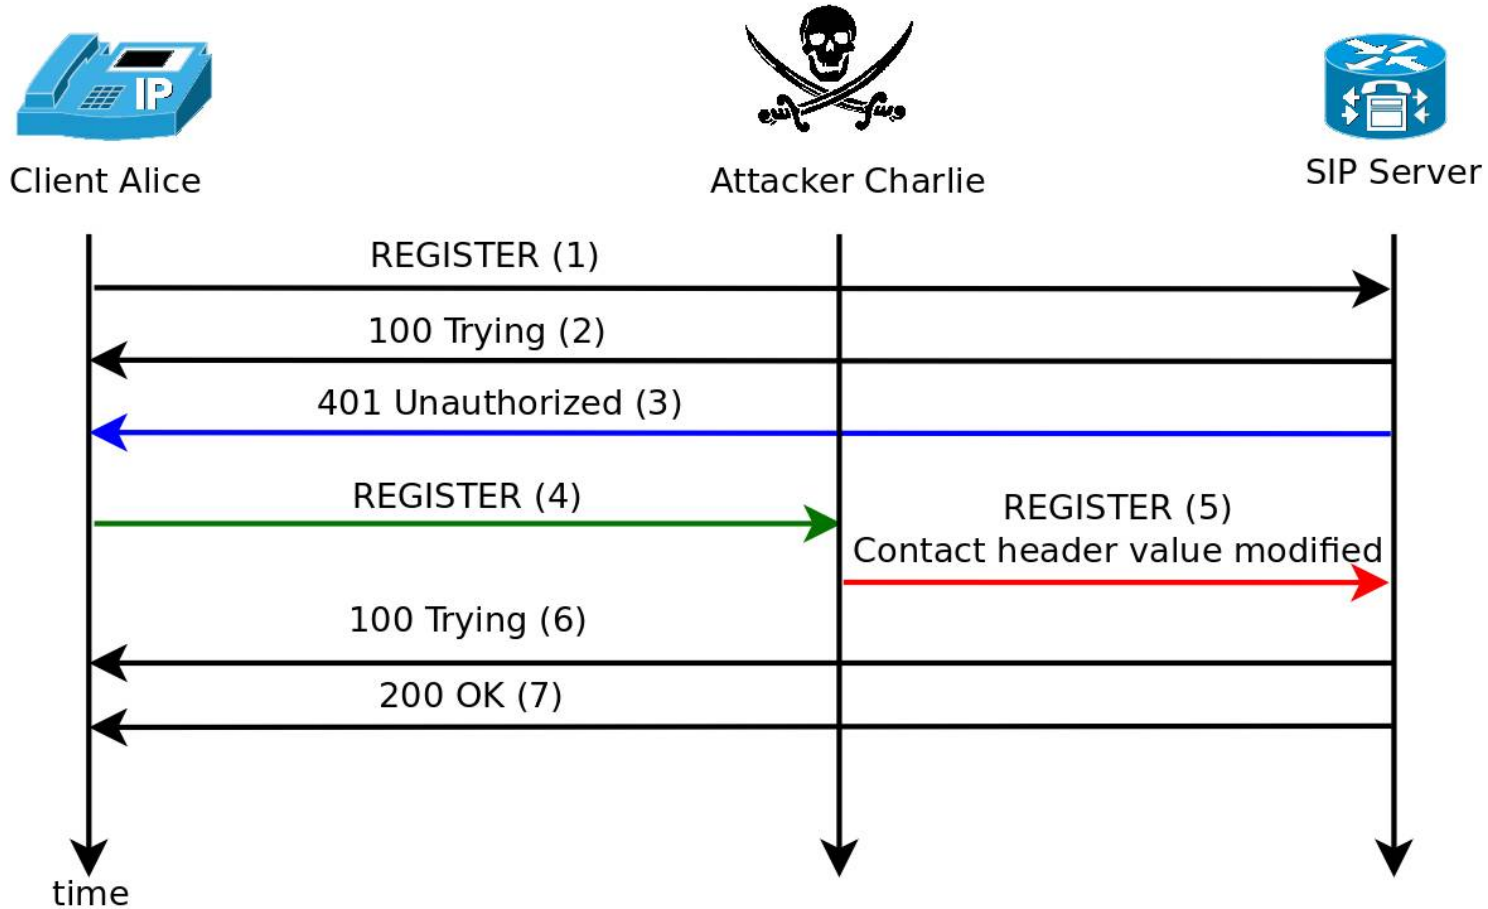 IP
Client Alice
Attacker Charlie
SIP Server
REGISTER (1)
100 Trying (2)
401 Unauthorized (3)
REGISTER (4)
REGISTER (5)
Contact header value modified
100 Trying (6)
200 OK (7)
time